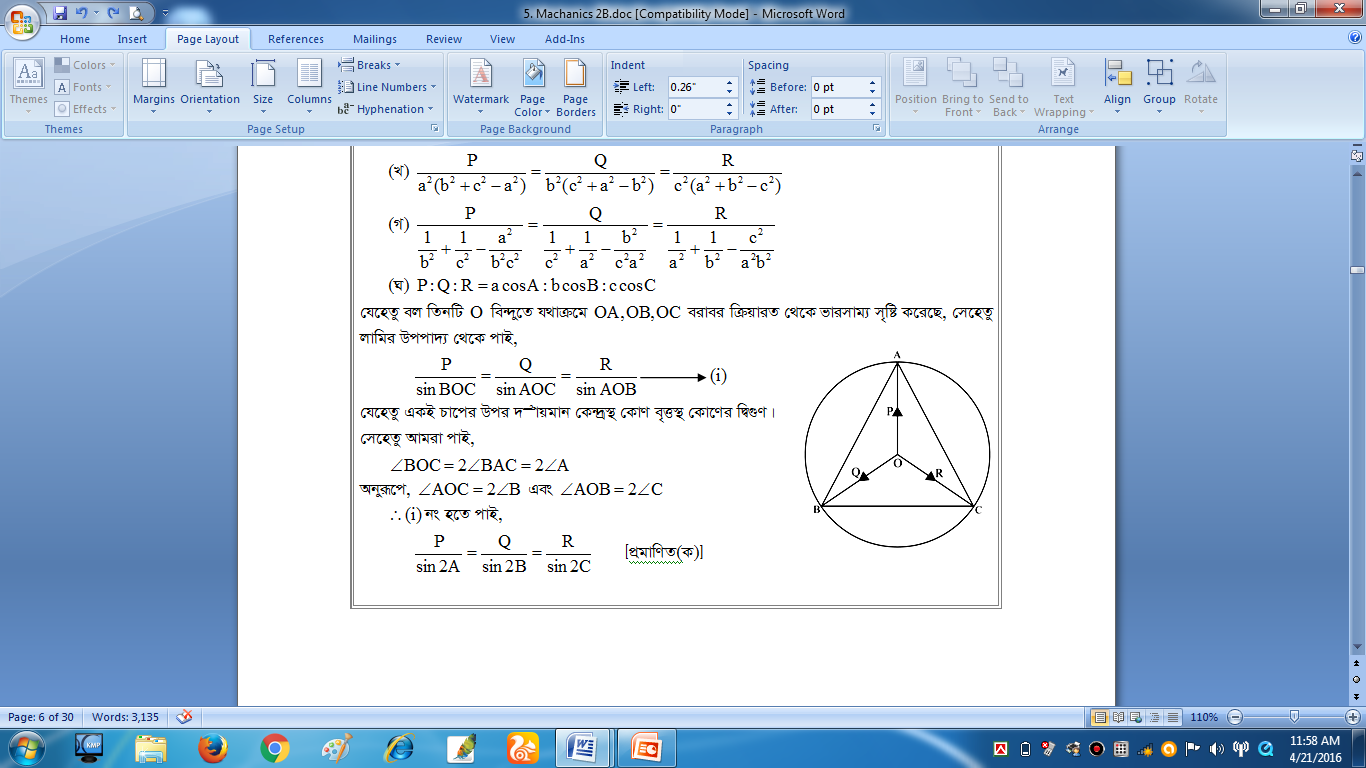 5. Machanics 2B.doc [Compatibility Mode] - Microsoft Word
Home Insert Page Layout References Mailings Review View Add-Ins
Aa Themes Colors Fonts Effects Margins Orientation Size Columns Breaks Line Numbers Hyphenation Watermark Page Color Page Borders Indent Left: 0.26" Right: 0" Spacing Before: 0 pt After: 0 pt Position Bring to Front Send to Back Text Wrapping Align Group Rotate
Themes Page Setup Page Background Paragraph Arrange
(খ) P/a²(b² + c² − a²) = Q/b²(c² + a² − b²) = R/c²(a² + b² − c²)
(গ) P/(1/b² + 1/c² − a²/b²c²) = Q/(1/c² + 1/a² − b²/c²a²) = R/(1/a² + 1/b² − c²/a²b²)
(ঘ) P : Q : R = a cosA : b cosB : c cosC
যেহেতু বল তিনটি O বিন্দুতে যথাক্রমে OA,OB,OC বরাবর ক্রিয়ারত থেকে ভারসাম্য সৃষ্টি করেছে, সেহেতু
লামির উপপাদ্য থেকে পাই,
P/sin BOC = Q/sin AOC = R/sin AOB ⟶ (i)
যেহেতু একই চাপের উপর কেন্দ্রস্থ কোণ বৃত্তস্থ কোণের দ্বিগুণ।
সেহেতু আমরা পাই,
∠BOC = 2∠BAC = 2∠A
অনুরূপে, ∠AOC = 2∠B এবং ∠AOB = 2∠C
∴ (i) নং হতে পাই,
P/sin 2A = Q/sin 2B = R/sin 2C [প্রমাণিত(ক)]
A
P
O
Q R
B C
Page: 6 of 30 Words: 3,135 110%
KMP
11:58 AM
4/21/2016